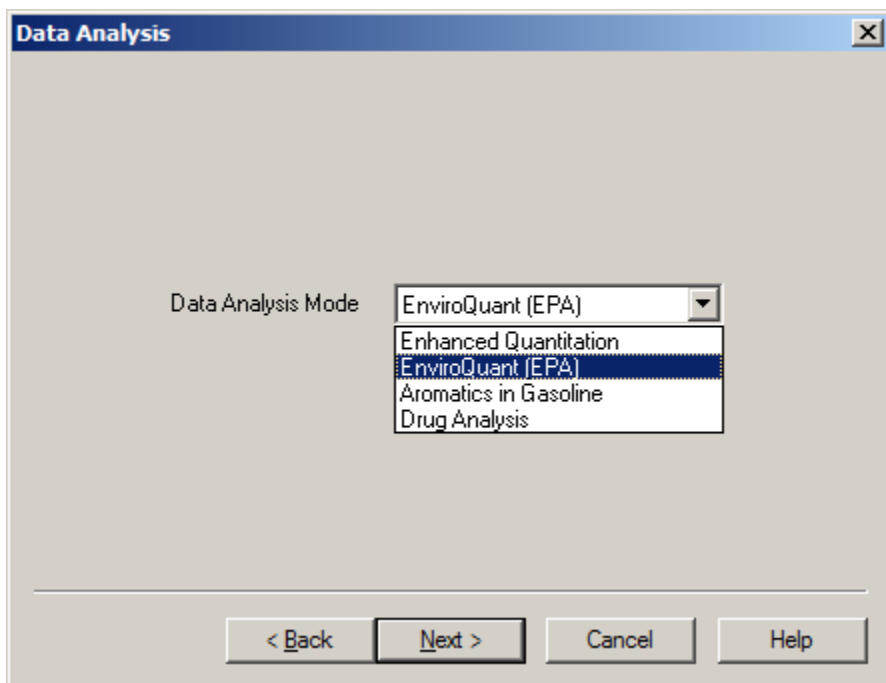 Data Analysis
Data Analysis Mode EnviroQuant (EPA)
Enhanced Quantitation
EnviroQuant (EPA)
Aromatics in Gasoline
Drug Analysis
< Back Next > Cancel Help